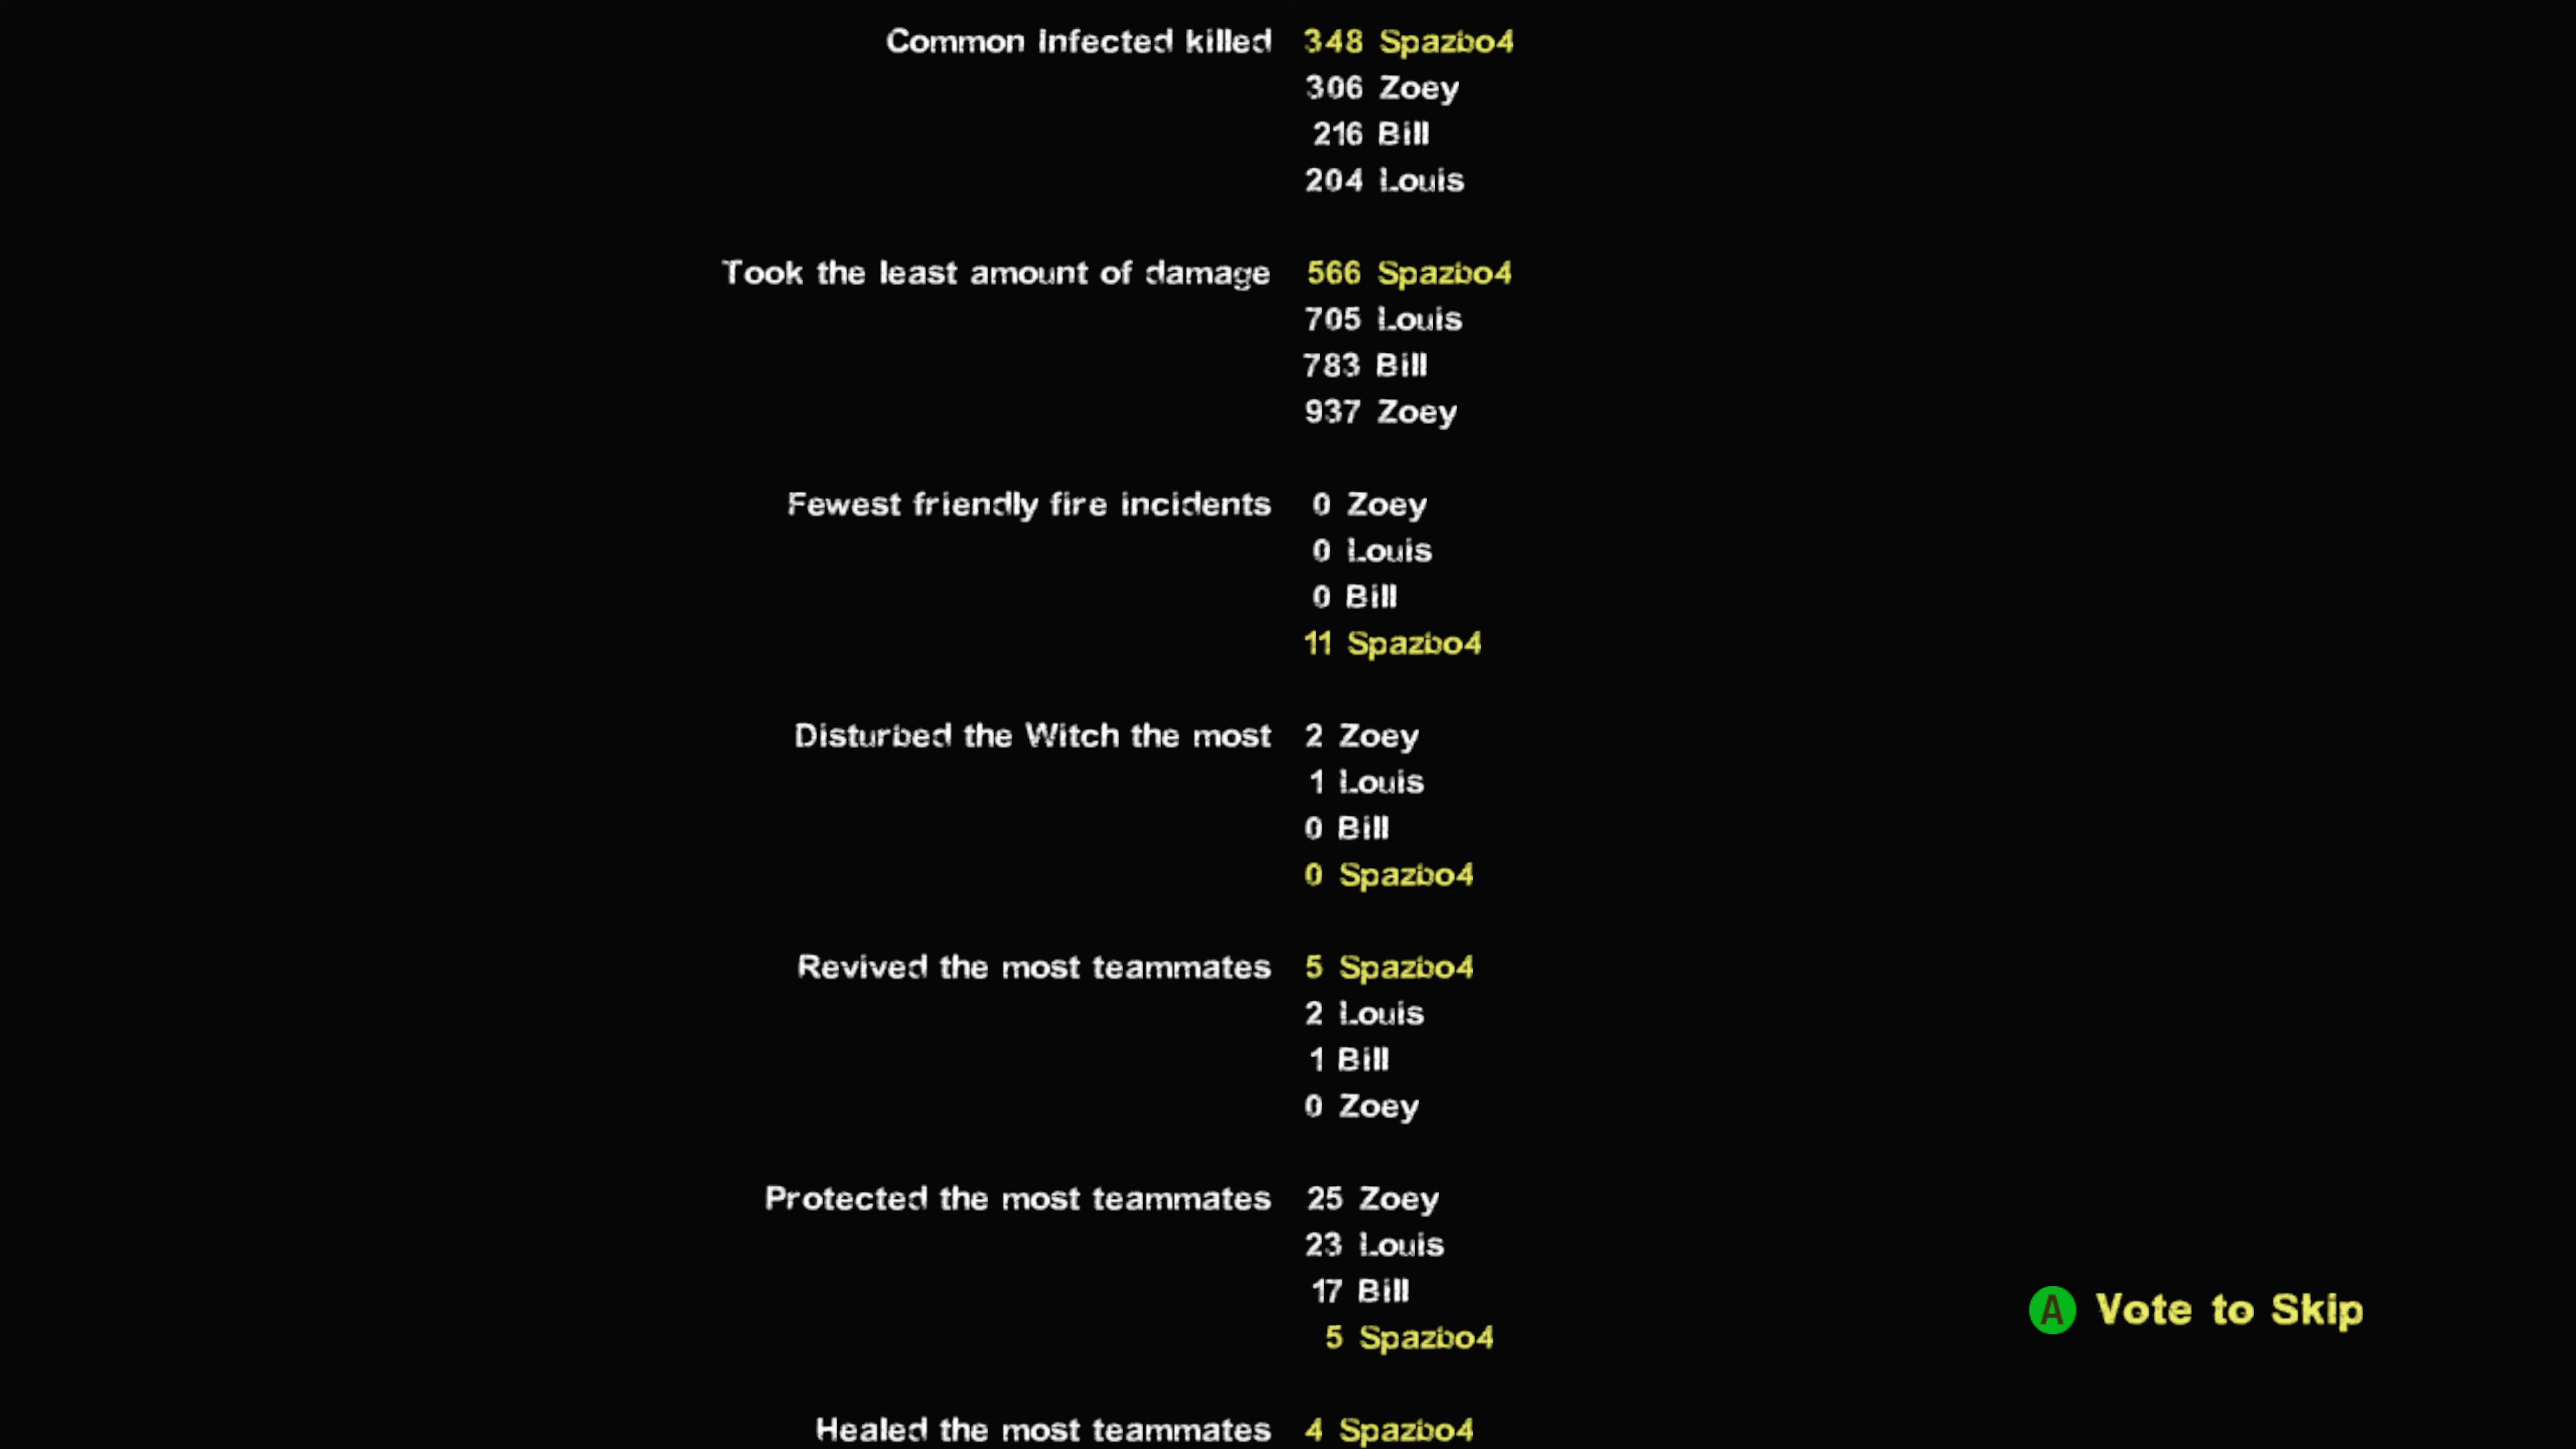 Common Infected killed 348 Spazbo4
306 Zoey
216 Bill
204 Louis
Took the least amount of damage 566 Spazbo4
705 Louis
783 Bill
937 Zoey
Fewest friendly fire incidents 0 Zoey
0 Louis
0 Bill
11 Spazbo4
Disturbed the Witch the most 2 Zoey
1 Louis
0 Bill
0 Spazbo4
Revived the most teammates 5 Spazbo4
2 Louis
1 Bill
0 Zoey
Protected the most teammates 25 Zoey
23 Louis
17 Bill
A Vote to Skip
5 Spazbo4
Healed the most teammates 4 Spazbo4